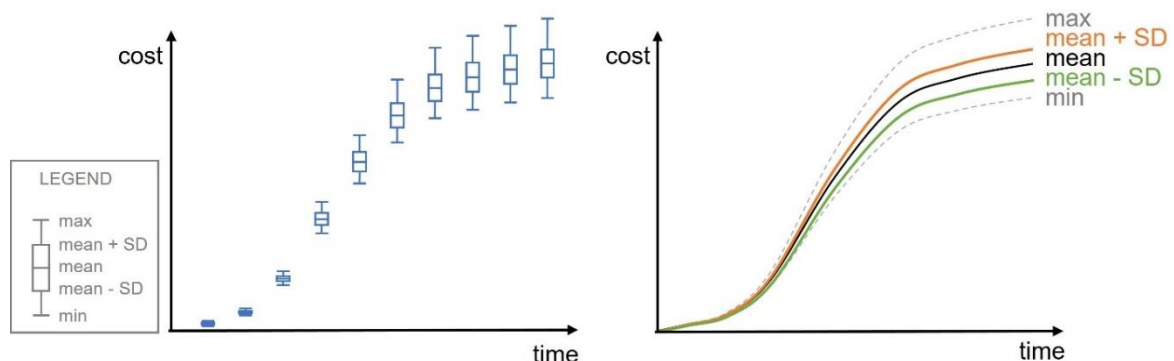 cost
LEGEND
max
mean + SD
mean
mean - SD
min
time
cost
max
mean + SD
mean
mean - SD
min
time